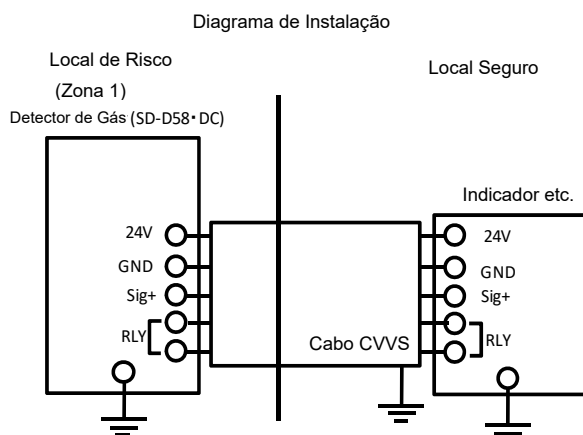 Diagrama de Instalação
Local de Risco
(Zona 1)
Detector de Gás (SD-D58・DC)
Local Seguro
Indicador etc.
24V
GND
Sig+
RLY
Cabo CVVS
24V
GND
Sig+
RLY